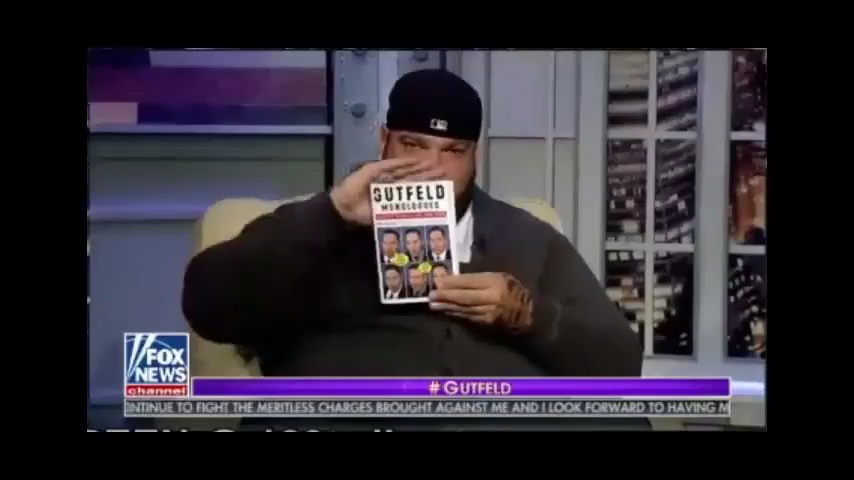 GUTFELD
MONOLOGUES
FOX
NEWS
channel
#GUTFELD
ONTINUE TO FIGHT THE MERITLESS CHARGES BROUGHT AGAINST ME AND I LOOK FORWARD TO HAVING M